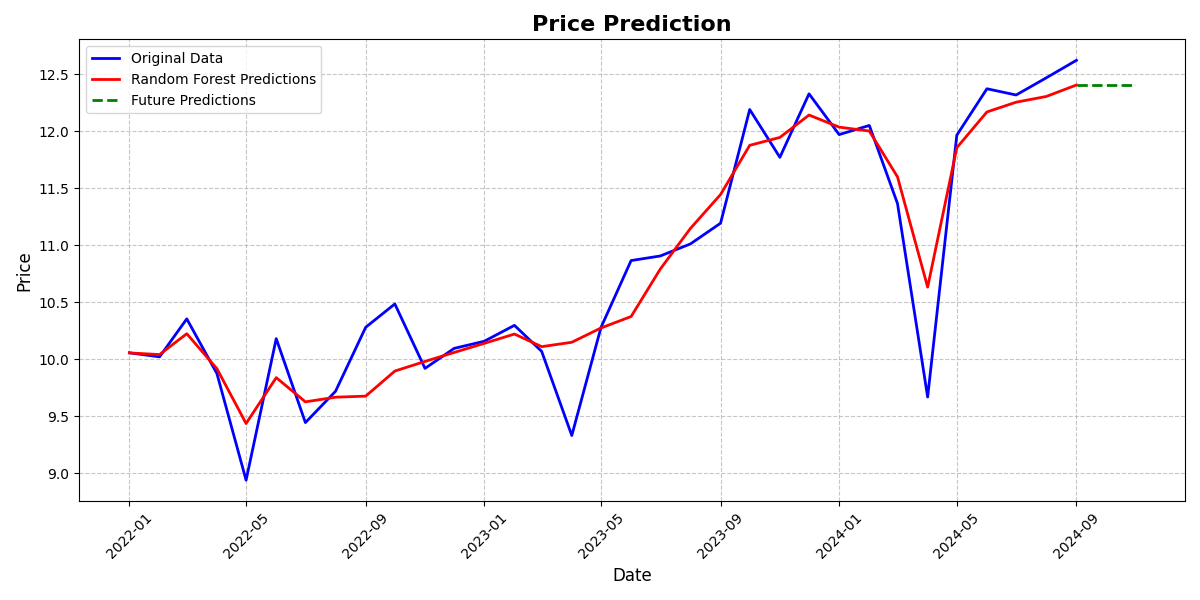 Price Prediction
Original Data
Random Forest Predictions
Future Predictions
Price
12.5
12.0
11.5
11.0
10.5
10.0
9.5
9.0
2022-01
2022-05
2022-09
2023-01
2023-05
2023-09
2024-01
2024-05
2024-09
Date